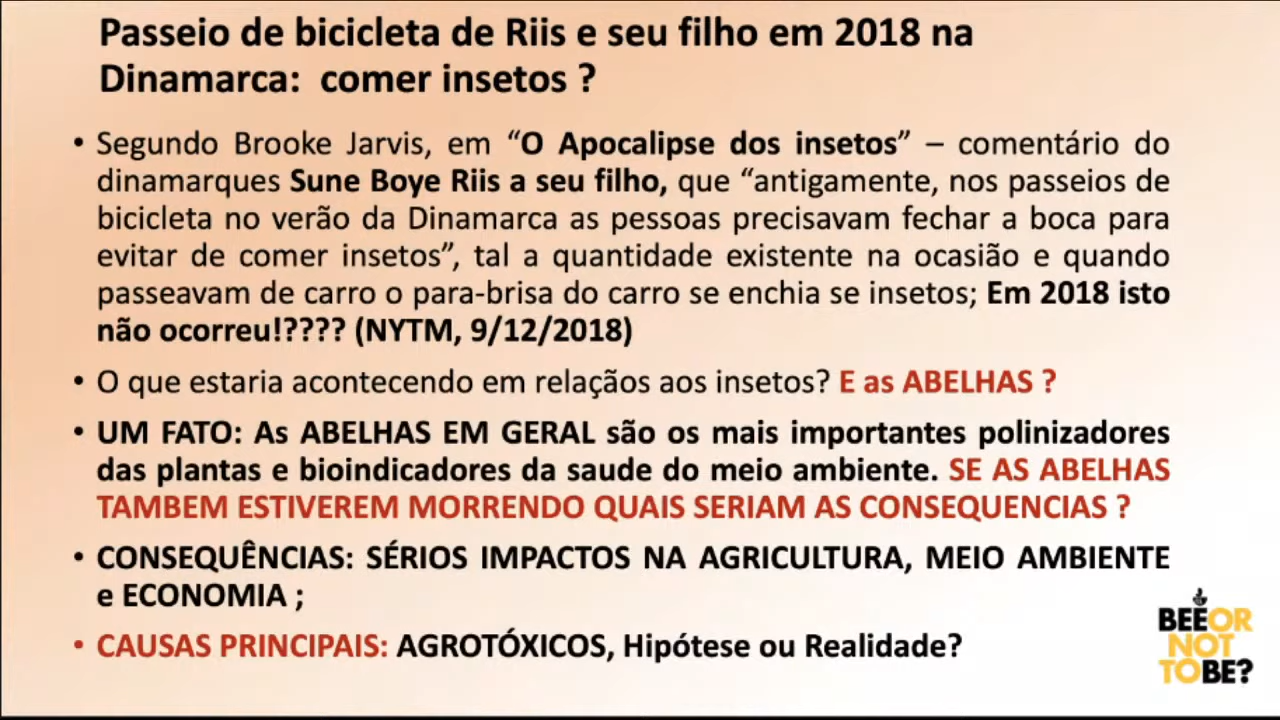 Passeio de bicicleta de Riis e seu filho em 2018 na
Dinamarca: comer insetos ?
• Segundo Brooke Jarvis, em “O Apocalipse dos insetos” – comentário do
dinamarques Sune Boye Riis a seu filho, que “antigamente, nos passeios de
bicicleta no verão da Dinamarca as pessoas precisavam fechar a boca para
evitar de comer insetos”, tal a quantidade existente na ocasião e quando
passeavam de carro o para-brisa do carro se enchia se insetos; Em 2018 isto
não ocorreu!???? (NYTM, 9/12/2018)
• O que estaria acontecendo em relaçãos aos insetos? E as ABELHAS ?
• UM FATO: As ABELHAS EM GERAL são os mais importantes polinizadores
das plantas e bioindicadores da saude do meio ambiente. SE AS ABELHAS
TAMBEM ESTIVEREM MORRENDO QUAIS SERIAM AS CONSEQUENCIAS ?
• CONSEQUÊNCIAS: SÉRIOS IMPACTOS NA AGRICULTURA, MEIO AMBIENTE
e ECONOMIA ;
• CAUSAS PRINCIPAIS: AGROTÓXICOS, Hipótese ou Realidade?
BEEOR
NOT
TOBE?